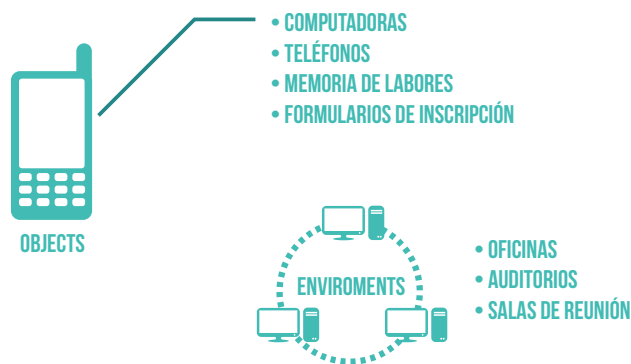 • COMPUTADORAS
• TELÉFONOS
• MEMORIA DE LABORES
• FORMULARIOS DE INSCRIPCIÓN
OBJECTS
ENVIROMENTS
• OFICINAS
• AUDITORIOS
• SALAS DE REUNIÓN